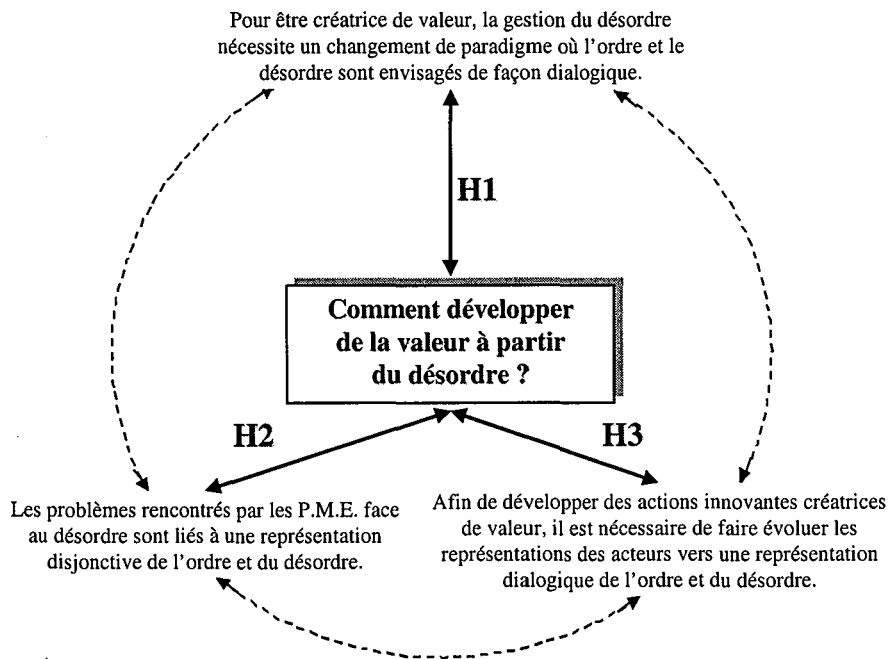 Pour être créatrice de valeur, la gestion du désordre
nécessite un changement de paradigme où l'ordre et le
désordre sont envisagés de façon dialogique.
H1
Comment développer
de la valeur à partir
du désordre ?
H2
H3
Les problèmes rencontrés par les P.M.E. face
au désordre sont liés à une représentation
disjonctive de l'ordre et du désordre.
Afin de développer des actions innovantes créatrices
de valeur, il est nécessaire de faire évoluer les
représentations des acteurs vers une représentation
dialogique de l'ordre et du désordre.